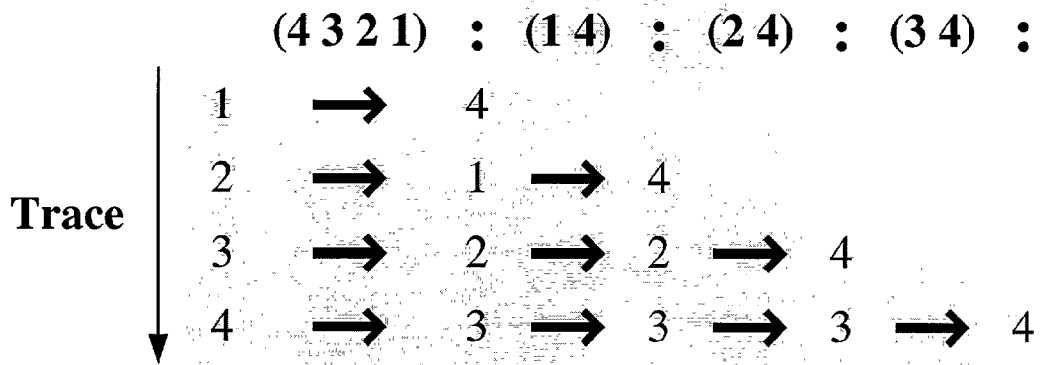 (4 3 2 1) : (1 4) : (2 4) : (3 4) :
1 → 4
2 → 1 → 4
Trace
3 → 2 → 2 → 4
4 → 3 → 3 → 3 → 4